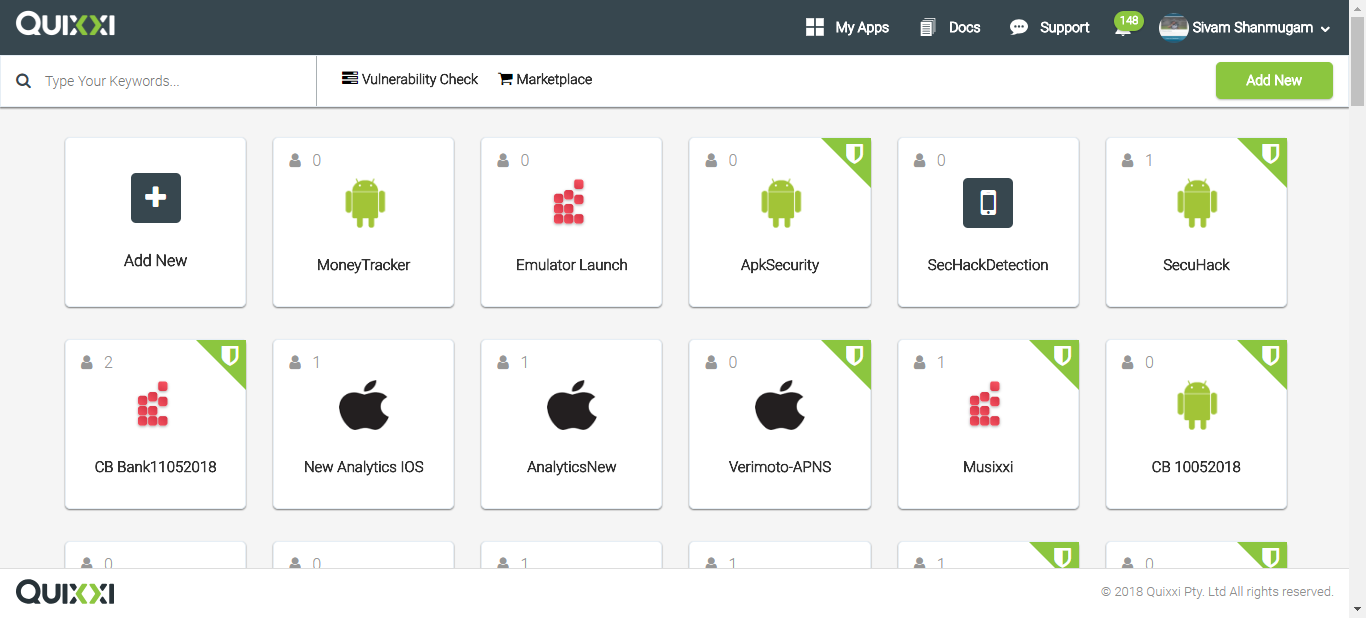 QUIXXI
My Apps
Docs
Support
148
Sivam Shanmugam
Type Your Keywords...
Vulnerability Check
Marketplace
Add New
Add New
0
MoneyTracker
0
Emulator Launch
0
ApkSecurity
0
SecHackDetection
1
SecuHack
2
CB Bank11052018
1
New Analytics IOS
1
AnalyticsNew
0
Verimoto-APNS
1
Musixxi
0
CB 10052018
0
0
1
1
1
0
QUIXXI
© 2018 Quixxi Pty. Ltd All rights reserved.